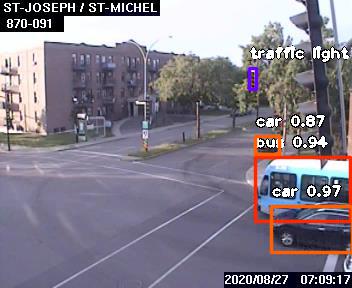 ST-JOSEPH / ST-MICHEL
870-091
traffic light
car 0.87
bus 0.94
car 0.97
2020/08/27 07:09:17